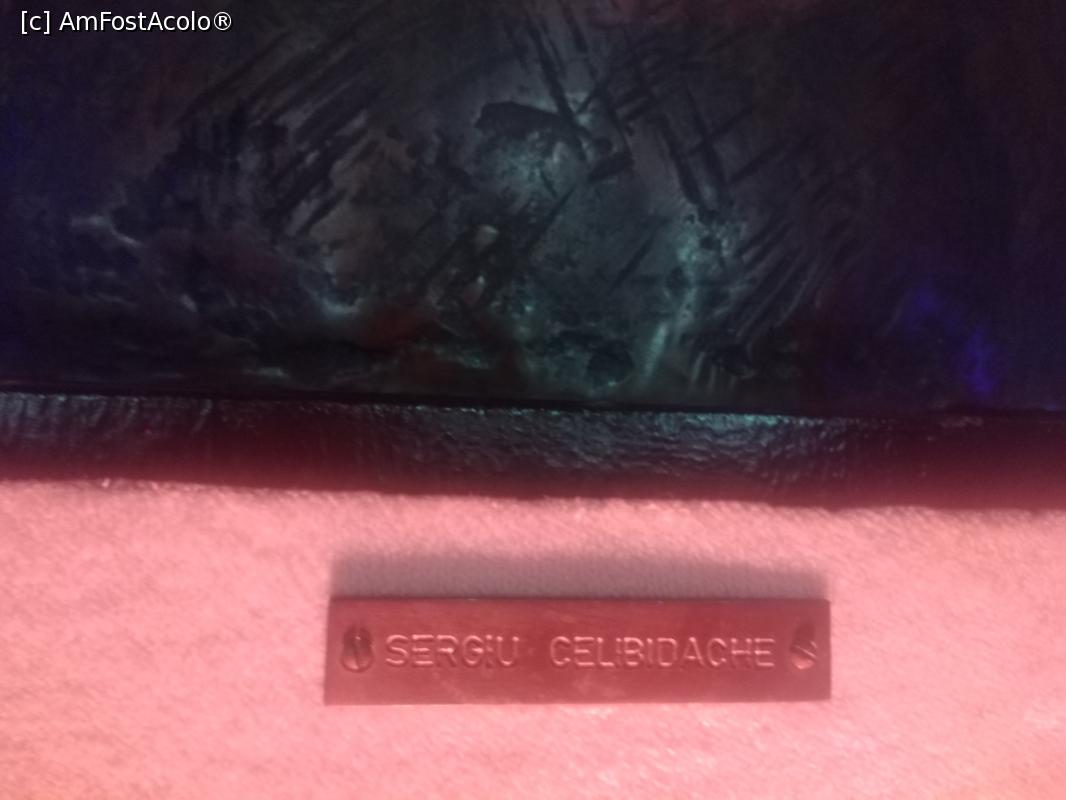 [c] AmFostAcolo®
SERGIU CELIBIDACHE